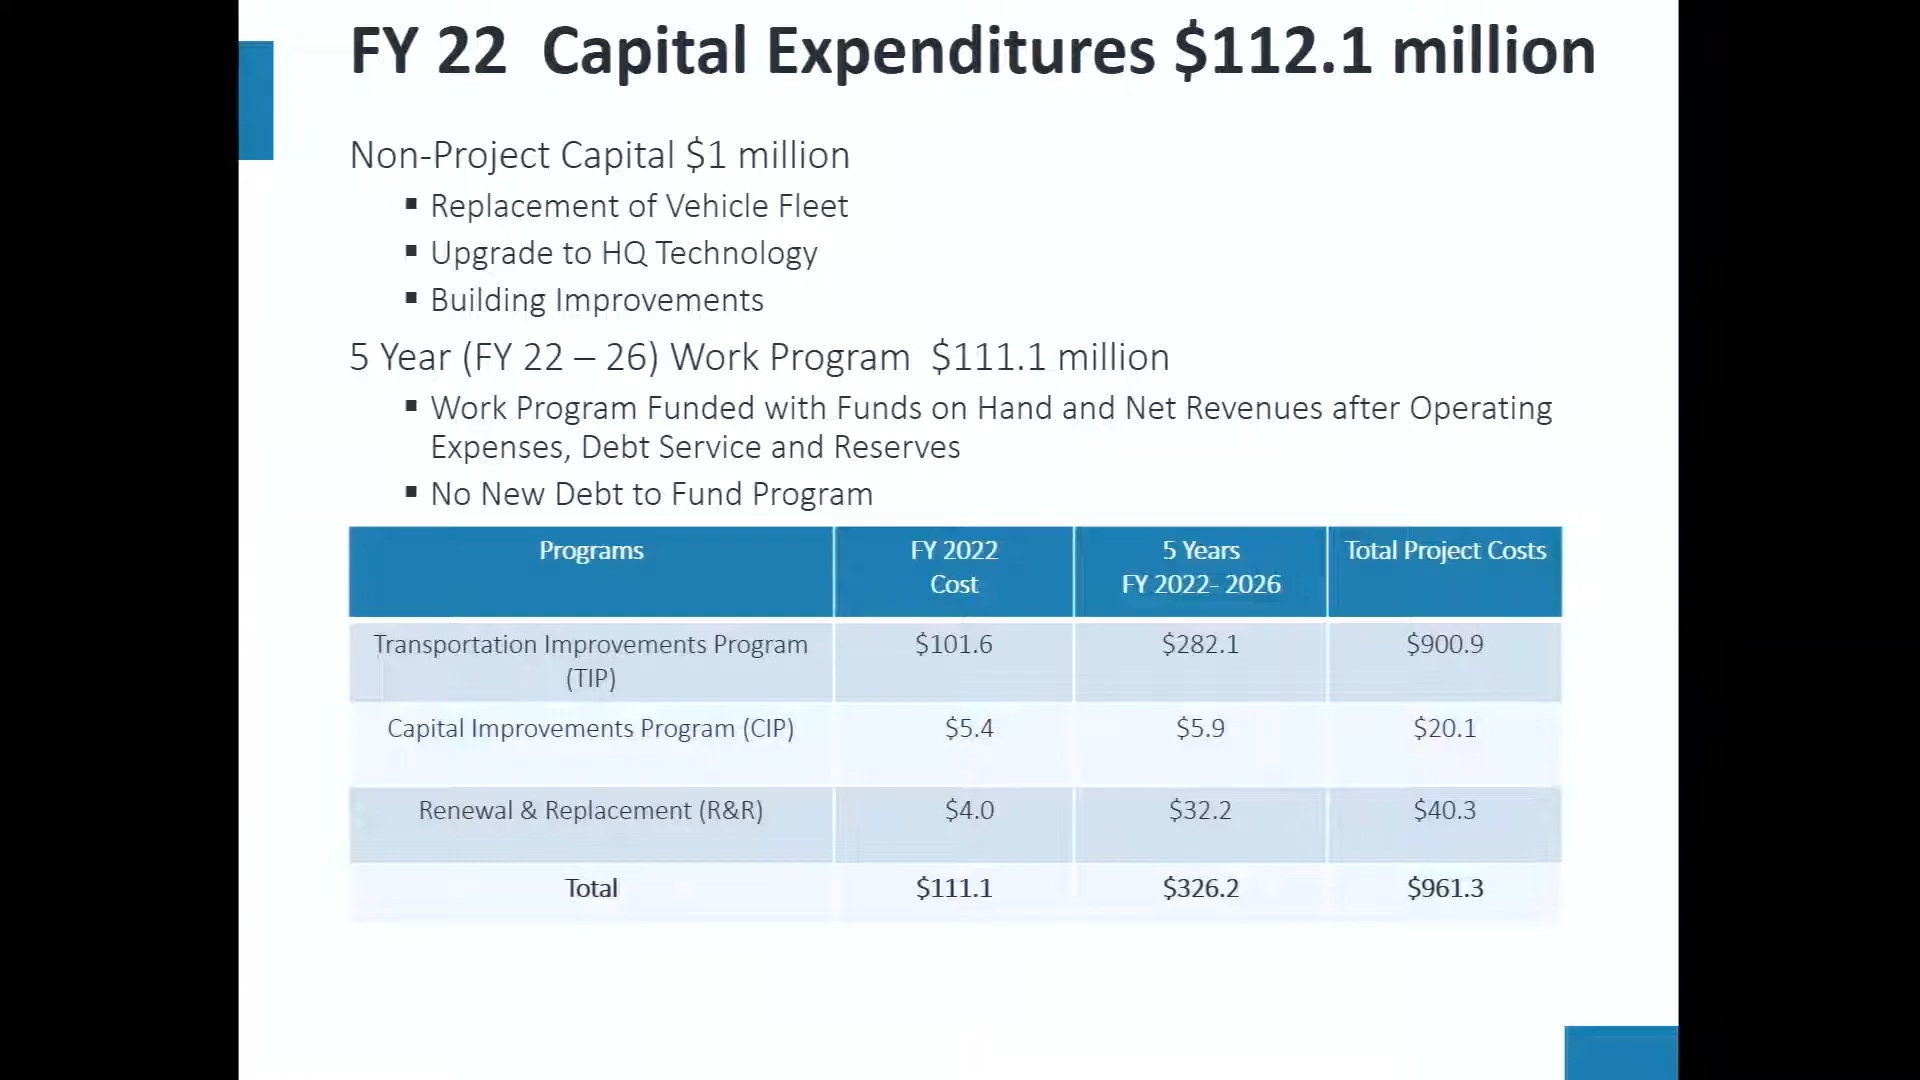 FY 22 Capital Expenditures $112.1 million
Non-Project Capital $1 million
▪ Replacement of Vehicle Fleet
▪ Upgrade to HQ Technology
▪ Building Improvements
5 Year (FY 22 – 26) Work Program $111.1 million
▪ Work Program Funded with Funds on Hand and Net Revenues after Operating
Expenses, Debt Service and Reserves
▪ No New Debt to Fund Program
Programs FY 2022 5 Years Total Project Costs
Cost FY 2022- 2026
Transportation Improvements Program $101.6 $282.1 $900.9
(TIP)
Capital Improvements Program (CIP) $5.4 $5.9 $20.1
Renewal & Replacement (R&R) $4.0 $32.2 $40.3
Total $111.1 $326.2 $961.3